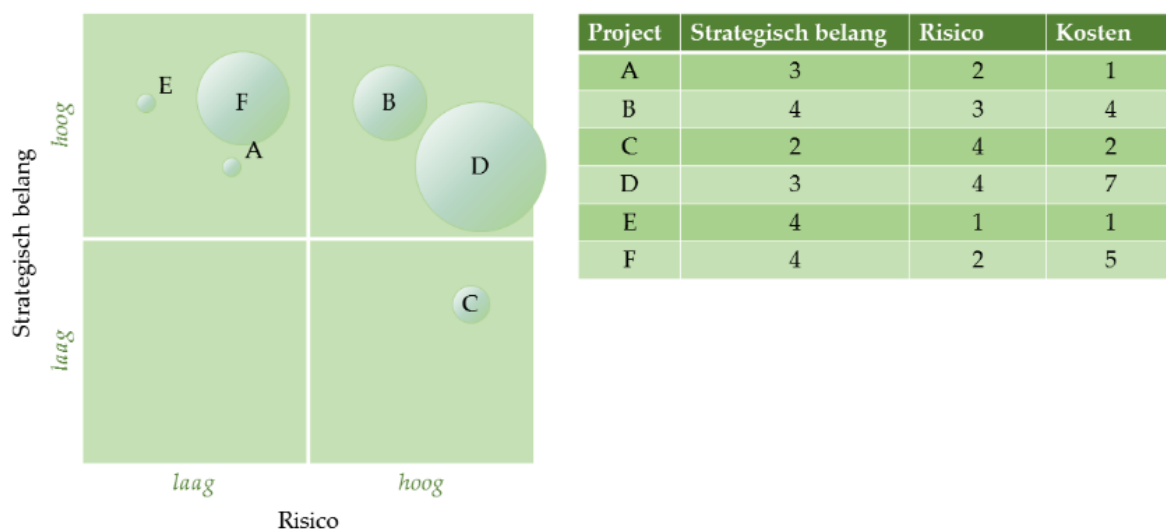 Strategisch belang
hoog
laag
E
F
A
B
D
C
laag
hoog
Risico
Project Strategisch belang Risico Kosten
A 3 2 1
B 4 3 4
C 2 4 2
D 3 4 7
E 4 1 1
F 4 2 5